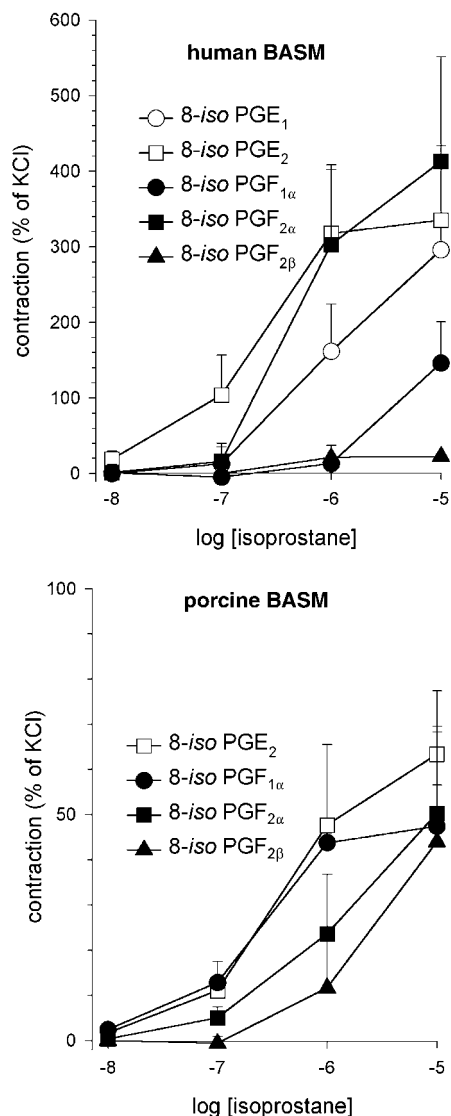 human BASM
600
500
400
300
200
100
0
contraction (% of KCl)
8-iso PGE1
8-iso PGE2
8-iso PGF1α
8-iso PGF2α
8-iso PGF2β
-8 -7 -6 -5
log [isoprostane]
porcine BASM
100
50
0
contraction (% of KCl)
8-iso PGE2
8-iso PGF1α
8-iso PGF2α
8-iso PGF2β
-8 -7 -6 -5
log [isoprostane]